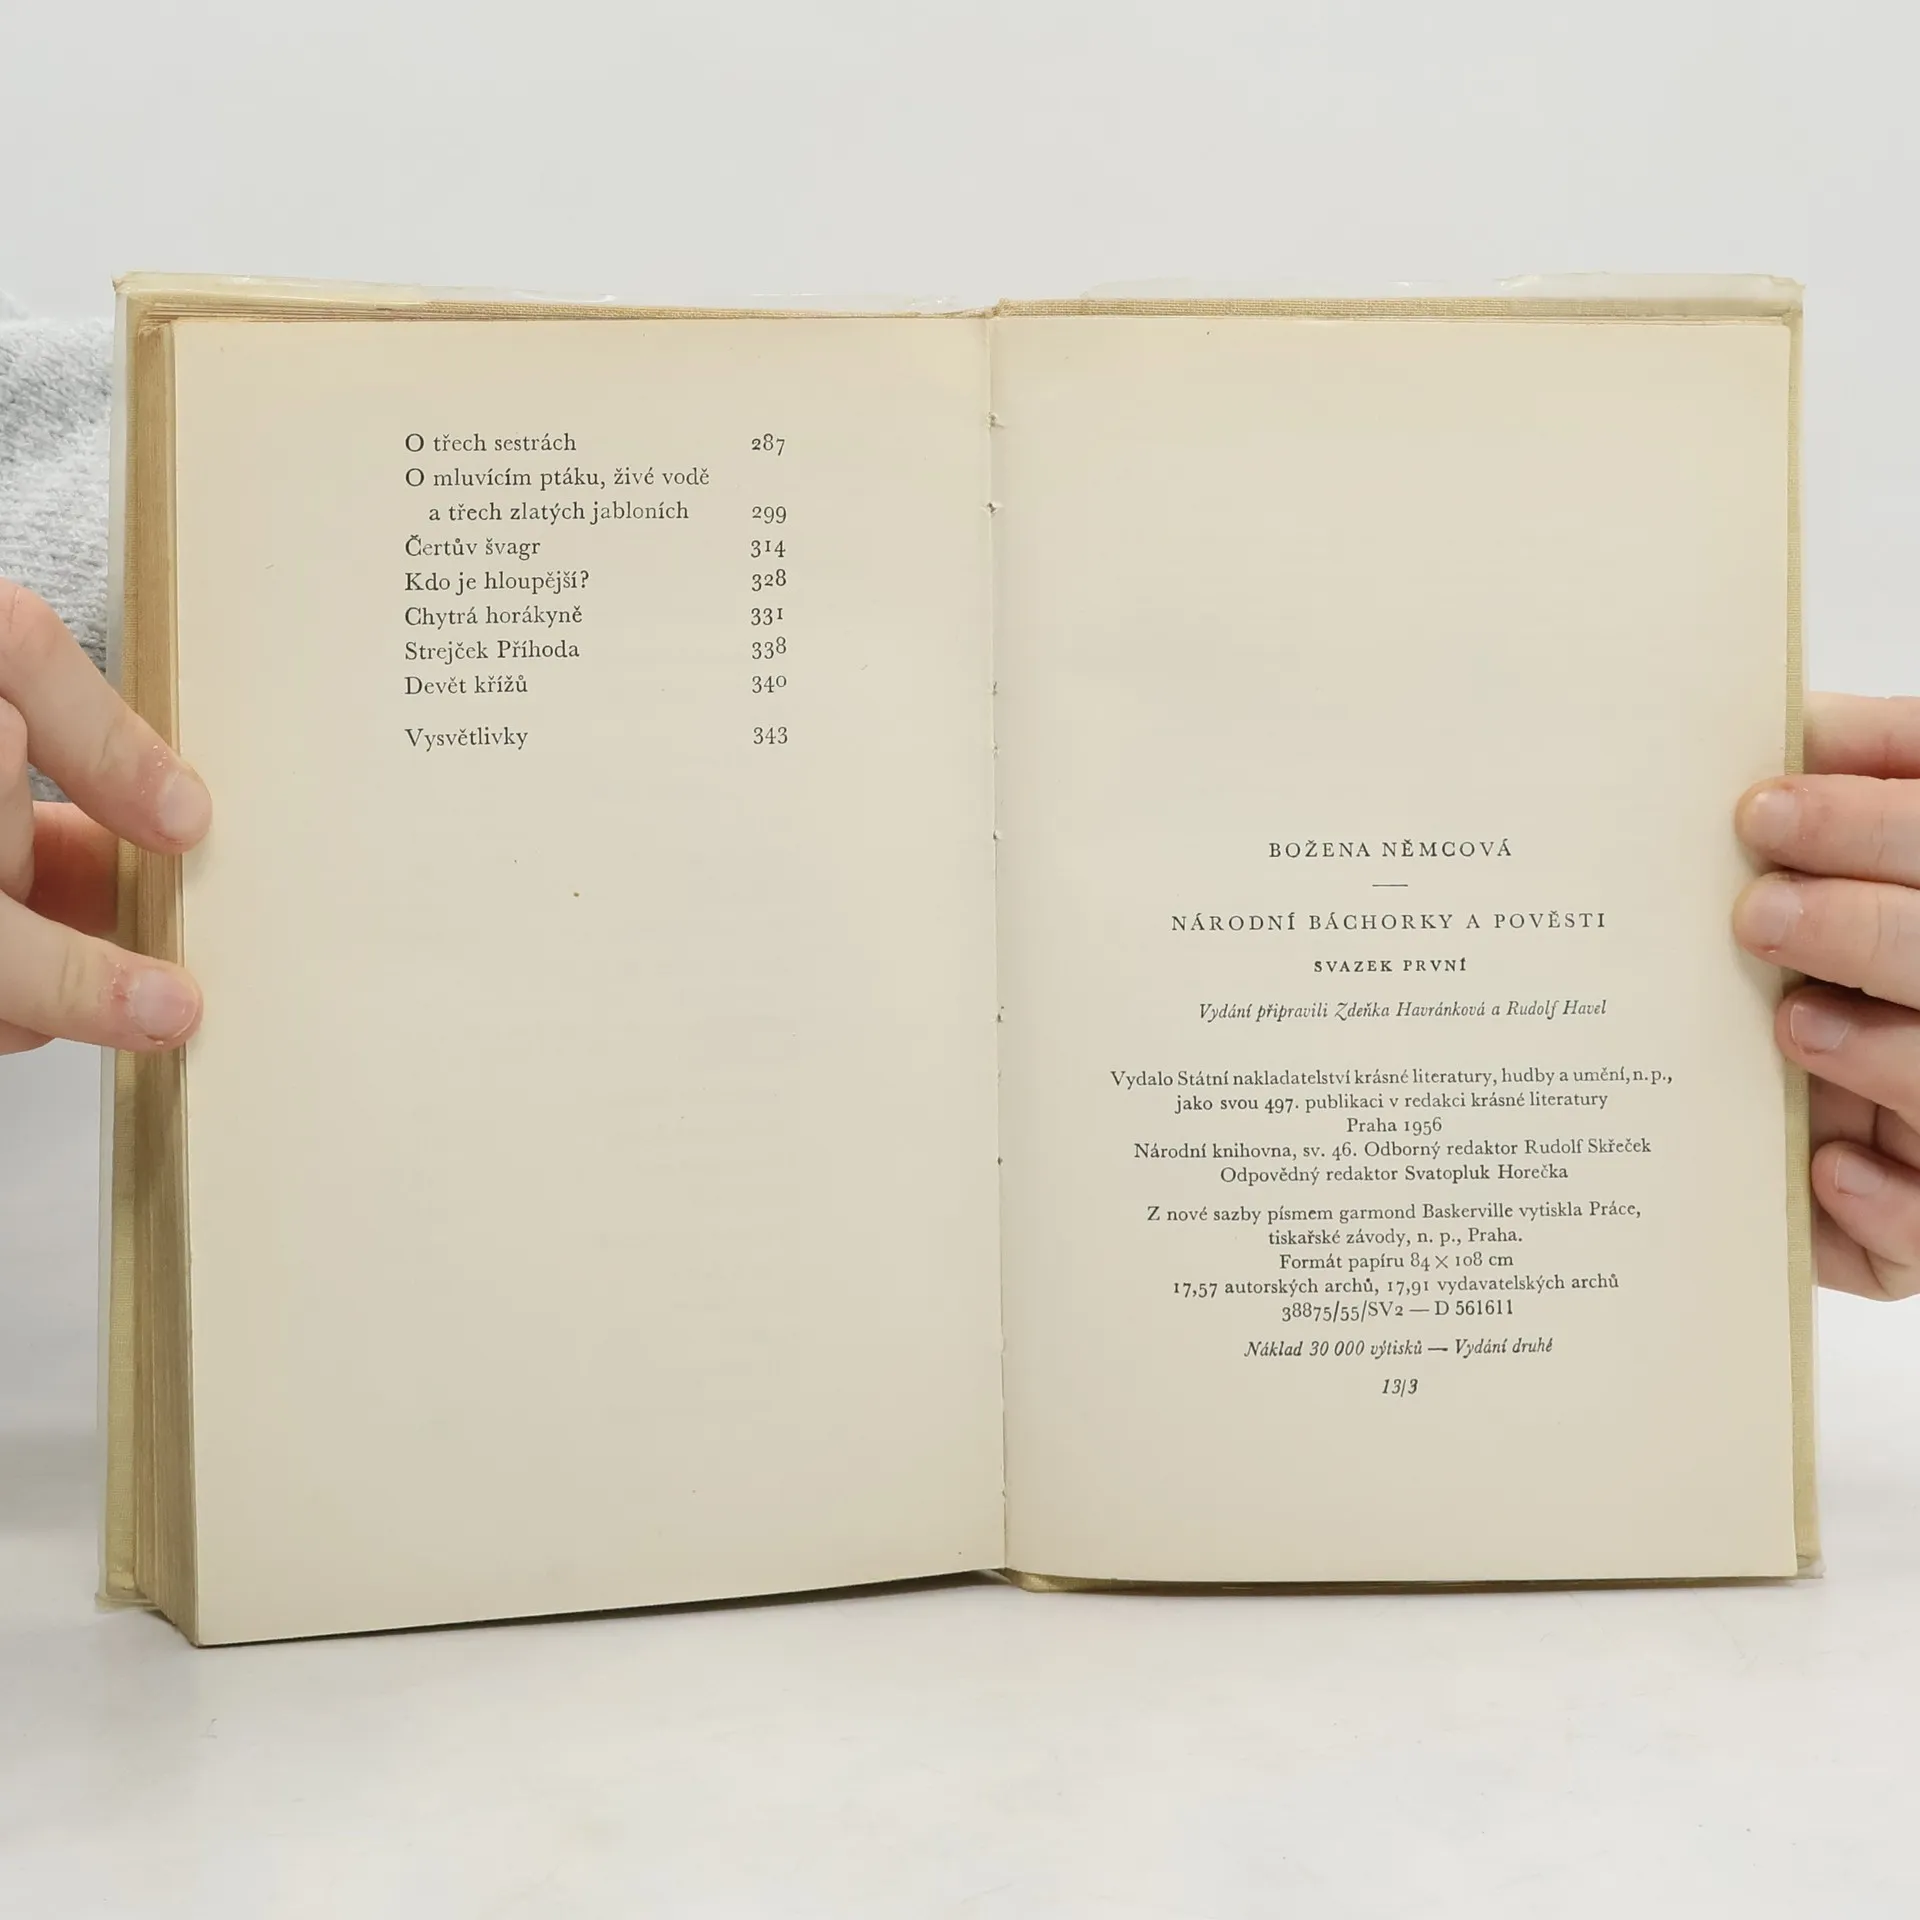 O třech sestrách 287
O mluvícím ptáku, živé vodě
a třech zlatých jabloních 299
Čertův švagr 314
Kdo je hloupější? 328
Chytrá horákyně 331
Strejček Příhoda 338
Devět křížů 340
Vysvětlivky 343
BOŽENA NĚMCOVÁ
NÁRODNÍ BÁCHORKY A POVĚSTI
SVAZEK PRVNÍ
Vydání připravili Zdeňka Havránková a Rudolf Havel
Vydalo Státní nakladatelství krásné literatury, hudby a umění, n. p.,
jako svou 497. publikaci v redakci krásné literatury
Praha 1956
Národní knihovna, sv. 46. Odborný redaktor Rudolf Skřeček
Odpovědný redaktor Svatopluk Horečka
Z nové sazby písmem garmond Baskerville vytiskla Práce,
tiskařské závody, n. p., Praha.
Formát papíru 84 × 108 cm
17,57 autorských archů, 17,91 vydavatelských archů
38875/55/SV2 — D 561611
Náklad 30 000 výtisků — Vydání druhé
13/3